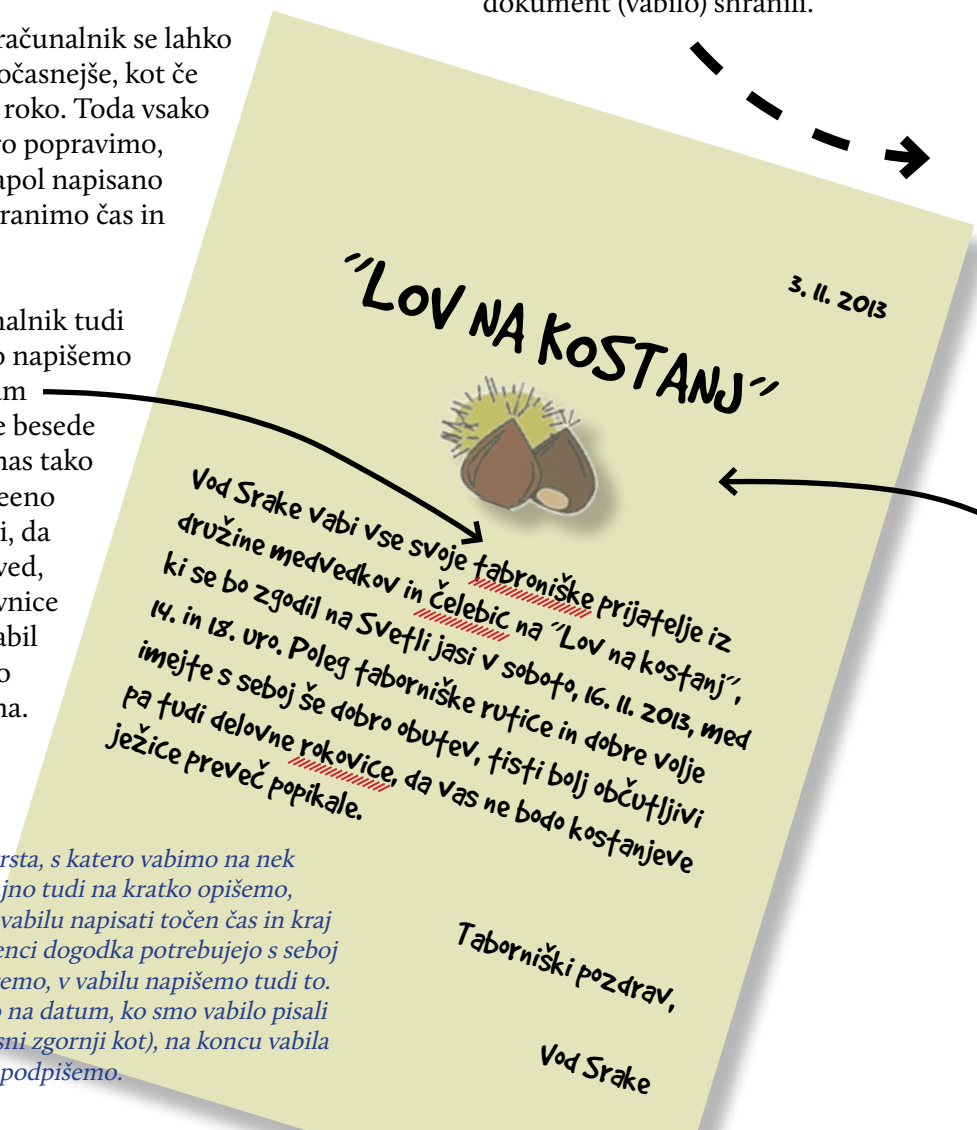 dokument (vabilo) shranili.
računalnik se lahko
očasnejše, kot če
roko. Toda vsako
ro popravimo,
apol napisano
ranimo čas in
nalnik tudi
o napišemo
am
e besede
nas tako
eeno
i, da
ved,
vnice
abil
o
na.
3. 11. 2013
"LOV NA KOSTANJ"
Vod Srake vabi vse svoje tabroniške prijatelje iz
družine medvedkov in čelebic na "Lov na kostanj",
ki se bo zgodil na Svetli jasi v soboto, 16. 11. 2013, med
14. in 18. uro. Poleg taborniške rutice in dobre volje
imejte s seboj še dobro obutev, tisti bolj občutljivi
pa tudi delovne rokovice, da vas ne bodo kostanjeve
ježice preveč popikale.
Taborniški pozdrav,
Vod Srake
rsta, s katero vabimo na nek
jno tudi na kratko opišemo,
vabilu napisati točen čas in kraj
enci dogodka potrebujejo s seboj
emo, v vabilu napišemo tudi to.
o na datum, ko smo vabilo pisali
sni zgornji kot), na koncu vabila
podpišemo.